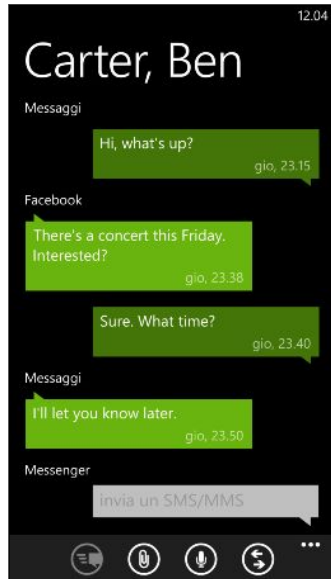 12.04
Carter, Ben
Messaggi
Hi, what's up?
gio, 23.15
Facebook
There's a concert this Friday.
Interested?
gio, 23.38
Sure. What time?
gio, 23.40
Messaggi
I'll let you know later.
gio, 23.50
Messenger
invia un SMS/MMS